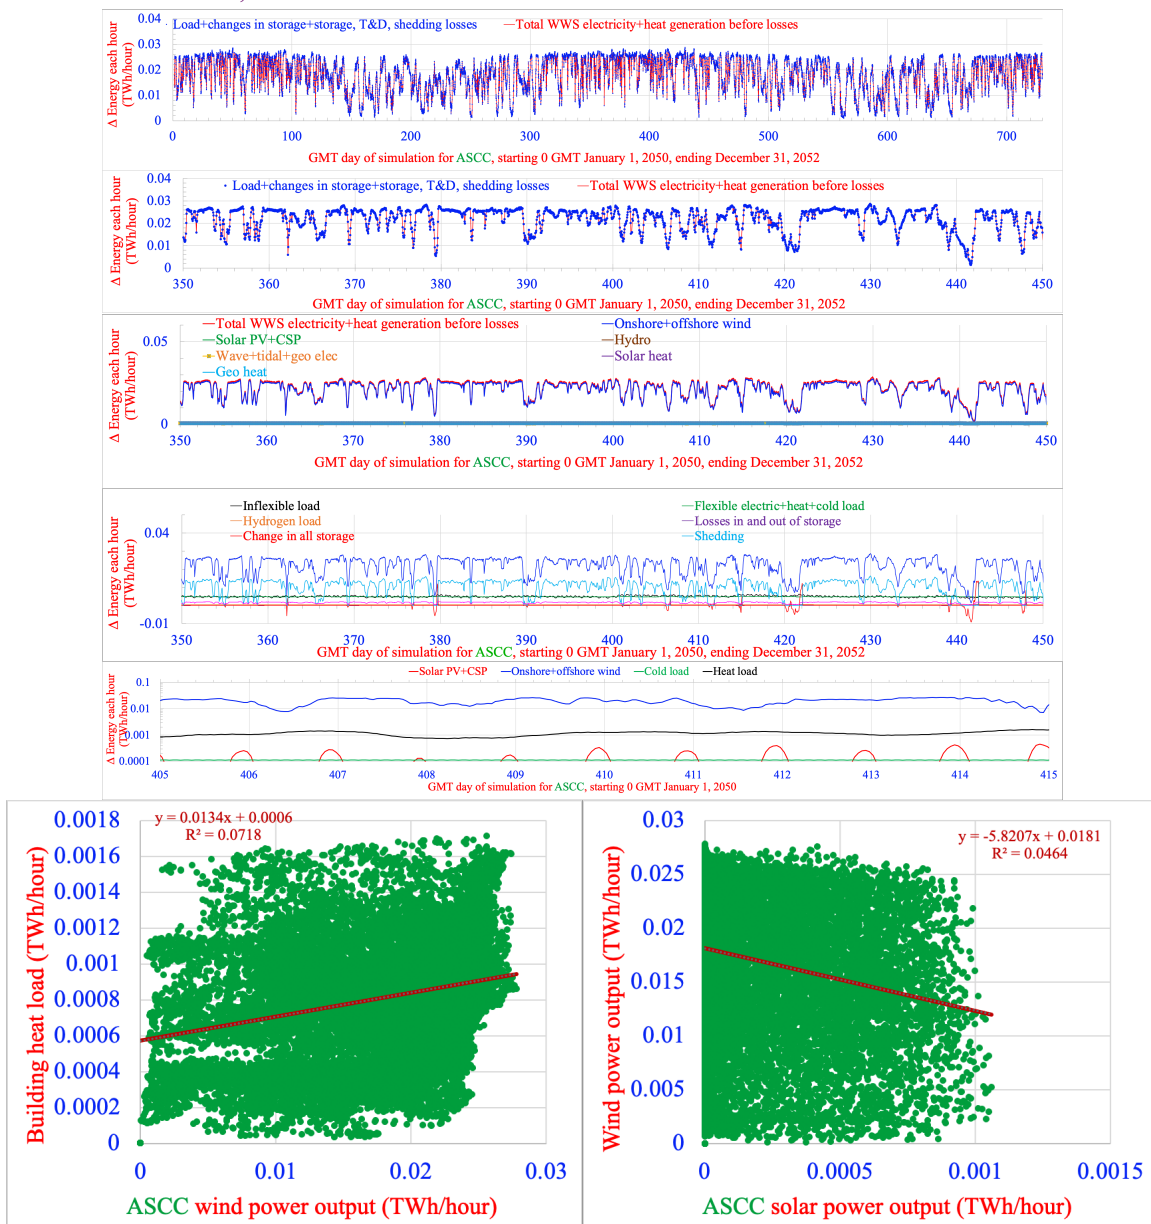 Load+changes in storage+storage, T&D, shedding losses
Total WWS electricity+heat generation before losses
Δ Energy each hour
(TWh/hour)
0.04
0.03
0.02
0.01
0
0 100 200 300 400 500 600 700
GMT day of simulation for ASCC, starting 0 GMT January 1, 2050, ending December 31, 2052
Load+changes in storage+storage, T&D, shedding losses
Total WWS electricity+heat generation before losses
Δ Energy each hour
(TWh/hour)
0.04
0.03
0.02
0.01
0
350 360 370 380 390 400 410 420 430 440 450
GMT day of simulation for ASCC, starting 0 GMT January 1, 2050, ending December 31, 2052
Total WWS electricity+heat generation before losses
Onshore+offshore wind
Solar PV+CSP
Hydro
Wave+tidal+geo elec
Solar heat
Geo heat
Δ Energy each hour
(TWh/hour)
0.05
0
350 360 370 380 390 400 410 420 430 440 450
GMT day of simulation for ASCC, starting 0 GMT January 1, 2050, ending December 31, 2052
Inflexible load
Flexible electric+heat+cold load
Hydrogen load
Losses in and out of storage
Change in all storage
Shedding
Δ Energy each hour
(TWh/hour)
0.04
-0.01
350 360 370 380 390 400 410 420 430 440 450
GMT day of simulation for ASCC, starting 0 GMT January 1, 2050, ending December 31, 2052
Solar PV+CSP Onshore+offshore wind Cold load Heat load
Δ Energy each hour
(TWh/hour)
0.1
0.01
0.001
0.0001
405 406 407 408 409 410 411 412 413 414 415
GMT day of simulation for ASCC, starting 0 GMT January 1, 2050
y = 0.0134x + 0.0006
R² = 0.0718
Building heat load (TWh/hour)
0.0018
0.0016
0.0014
0.0012
0.001
0.0008
0.0006
0.0004
0.0002
0
0 0.01 0.02 0.03
ASCC wind power output (TWh/hour)
y = -5.8207x + 0.0181
R² = 0.0464
Wind power output (TWh/hour)
0.03
0.025
0.02
0.015
0.01
0.005
0
0 0.0005 0.001 0.0015
ASCC solar power output (TWh/hour)